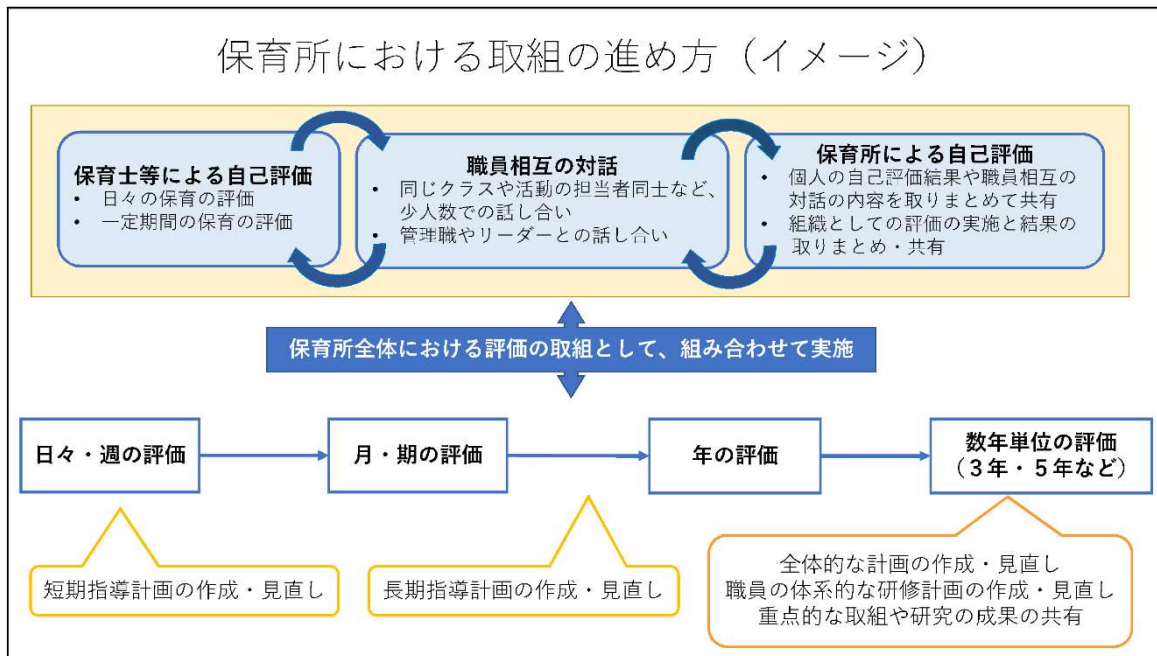 保育所における取組の進め方（イメージ）
保育士等による自己評価
• 日々の保育の評価
• 一定期間の保育の評価
職員相互の対話
• 同じクラスや活動の担当者同士など、
少人数での話し合い
• 管理職やリーダーとの話し合い
保育所による自己評価
• 個人の自己評価結果や職員相互の
対話の内容を取りまとめて共有
• 組織としての評価の実施と結果の
取りまとめ・共有
保育所全体における評価の取組として、組み合わせて実施
日々・週の評価
月・期の評価
年の評価
数年単位の評価
（３年・５年など）
短期指導計画の作成・見直し
長期指導計画の作成・見直し
全体的な計画の作成・見直し
職員の体系的な研修計画の作成・見直し
重点的な取組や研究の成果の共有